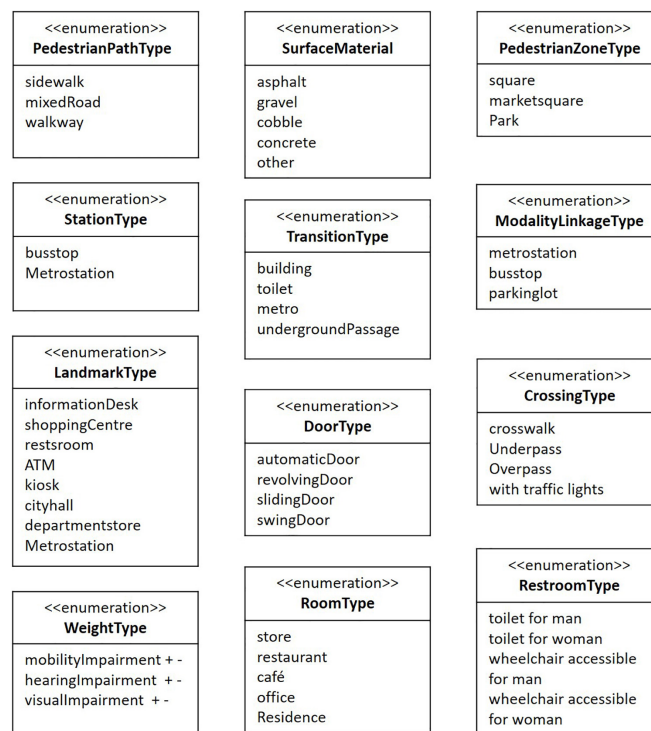 <<enumeration>>
PedestrianPathType
sidewalk
mixedRoad
walkway
<<enumeration>>
SurfaceMaterial
asphalt
gravel
cobble
concrete
other
<<enumeration>>
PedestrianZoneType
square
marketsquare
Park
<<enumeration>>
StationType
busstop
Metrostation
<<enumeration>>
TransitionType
building
toilet
metro
undergroundPassage
<<enumeration>>
ModalityLinkageType
metrostation
busstop
parkinglot
<<enumeration>>
LandmarkType
informationDesk
shoppingCentre
restsroom
ATM
kiosk
cityhall
departmentstore
Metrostation
<<enumeration>>
DoorType
automaticDoor
revolvingDoor
slidingDoor
swingDoor
<<enumeration>>
CrossingType
crosswalk
Underpass
Overpass
with traffic lights
<<enumeration>>
WeightType
mobilityImpairment + -
hearingImpairment + -
visualImpairment + -
<<enumeration>>
RoomType
store
restaurant
café
office
Residence
<<enumeration>>
RestroomType
toilet for man
toilet for woman
wheelchair accessible
for man
wheelchair accessible
for woman